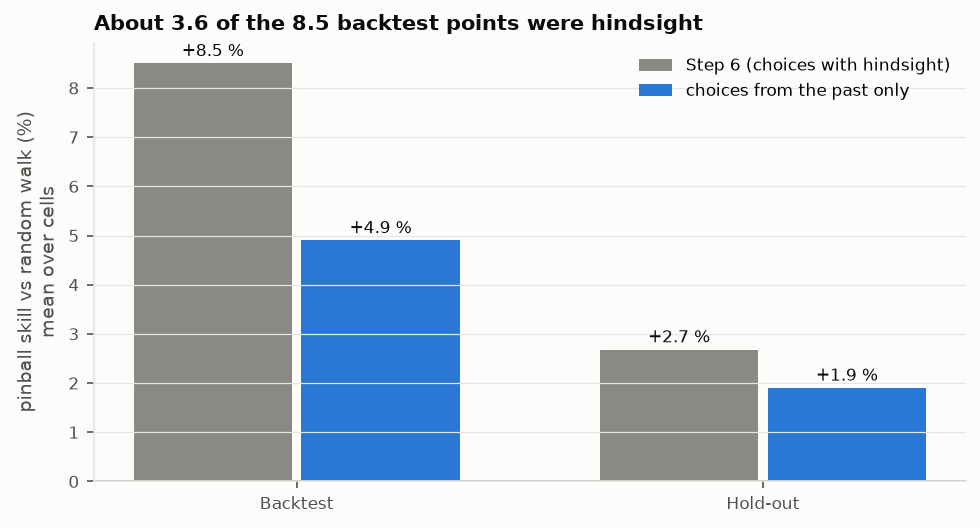 About 3.6 of the 8.5 backtest points were hindsight
+8.5 %
Step 6 (choices with hindsight)
choices from the past only
pinball skill vs random walk (%)
mean over cells
8
7
6
5
4
3
2
1
0
+4.9 %
+2.7 %
+1.9 %
Backtest
Hold-out